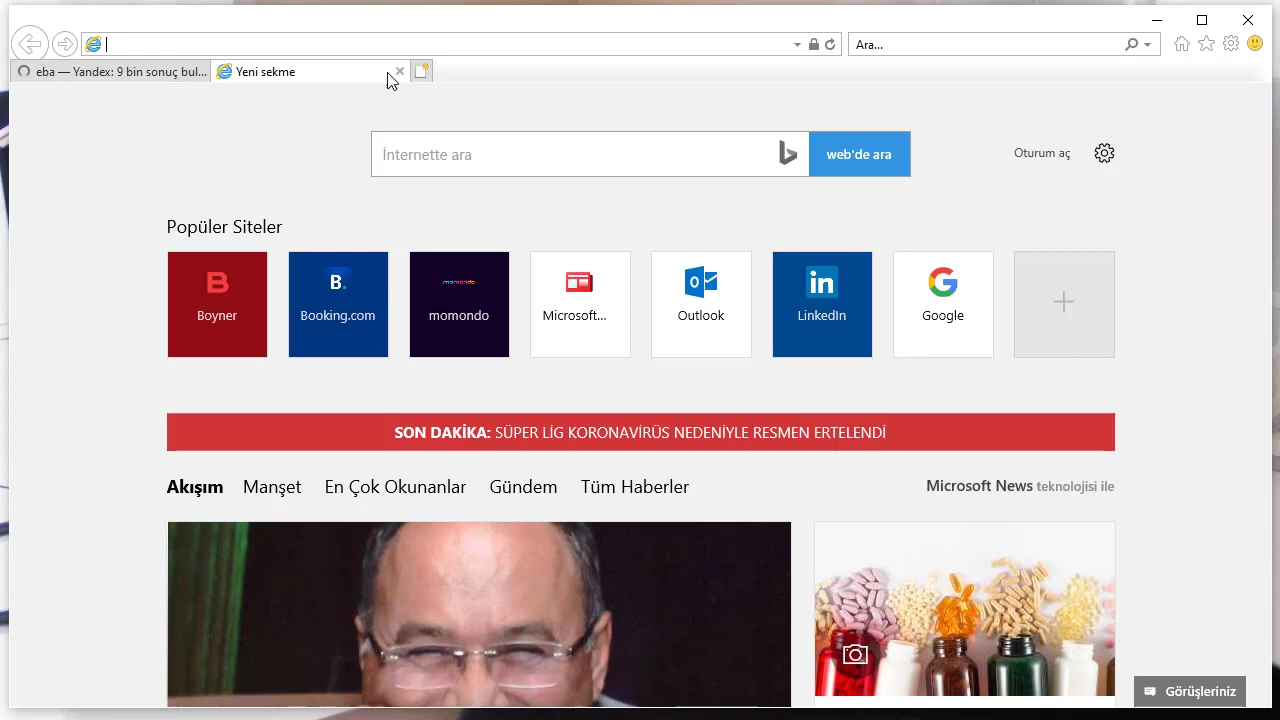 Ara...
eba — Yandex: 9 bin sonuç bul...
Yeni sekme
İnternette ara
web'de ara
Oturum aç
Popüler Siteler
B
Boyner
B.
Booking.com
momondo
momondo
Microsoft...
Outlook
in
LinkedIn
G
Google
SON DAKİKA: SÜPER LİG KORONAVİRÜS NEDENİYLE RESMEN ERTELENDİ
Akışım
Manşet
En Çok Okunanlar
Gündem
Tüm Haberler
Microsoft News teknolojisi ile
Görüşleriniz